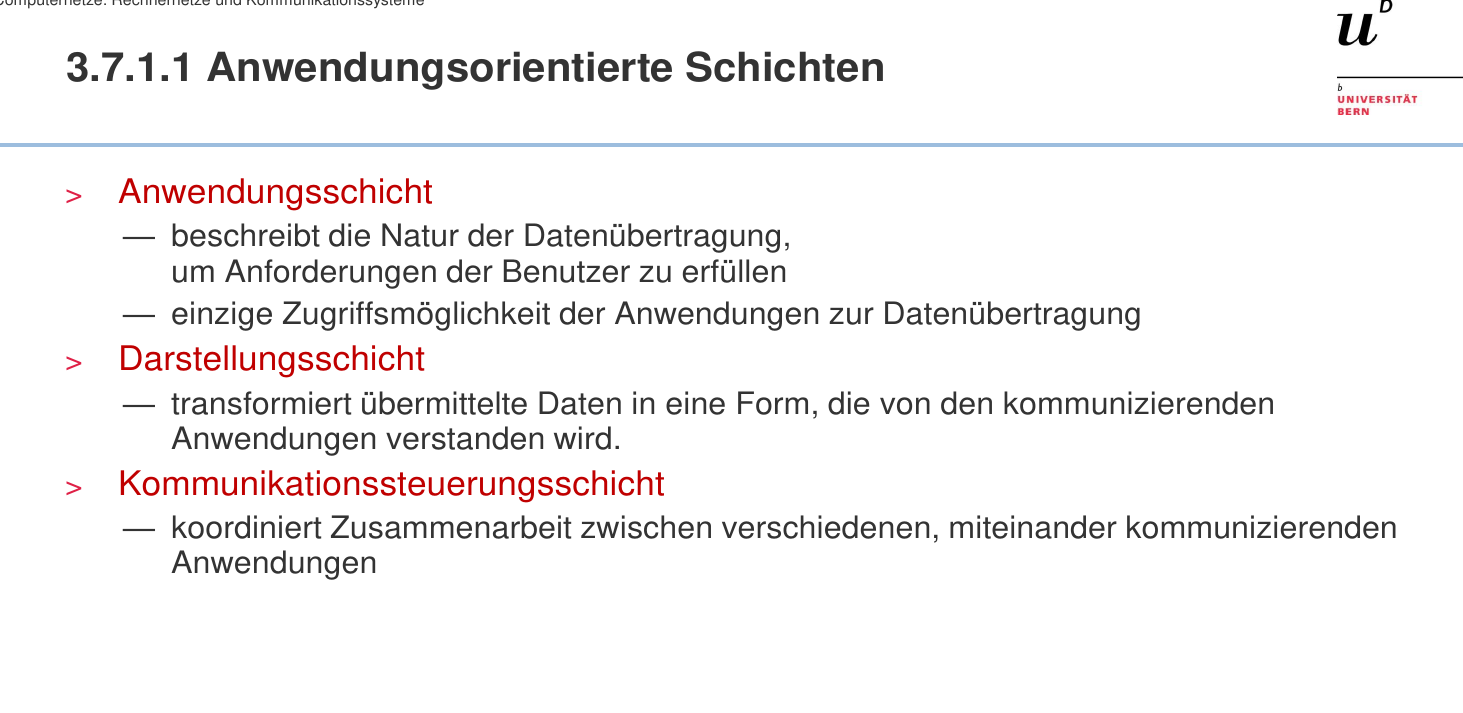 Computernetze: Rechnernetze und Kommunikationssysteme
u
b
3.7.1.1 Anwendungsorientierte Schichten
b
UNIVERSITÄT
BERN
> Anwendungsschicht
— beschreibt die Natur der Datenübertragung,
um Anforderungen der Benutzer zu erfüllen
— einzige Zugriffsmöglichkeit der Anwendungen zur Datenübertragung
> Darstellungsschicht
— transformiert übermittelte Daten in eine Form, die von den kommunizierenden
Anwendungen verstanden wird.
> Kommunikationssteuerungsschicht
— koordiniert Zusammenarbeit zwischen verschiedenen, miteinander kommunizierenden
Anwendungen